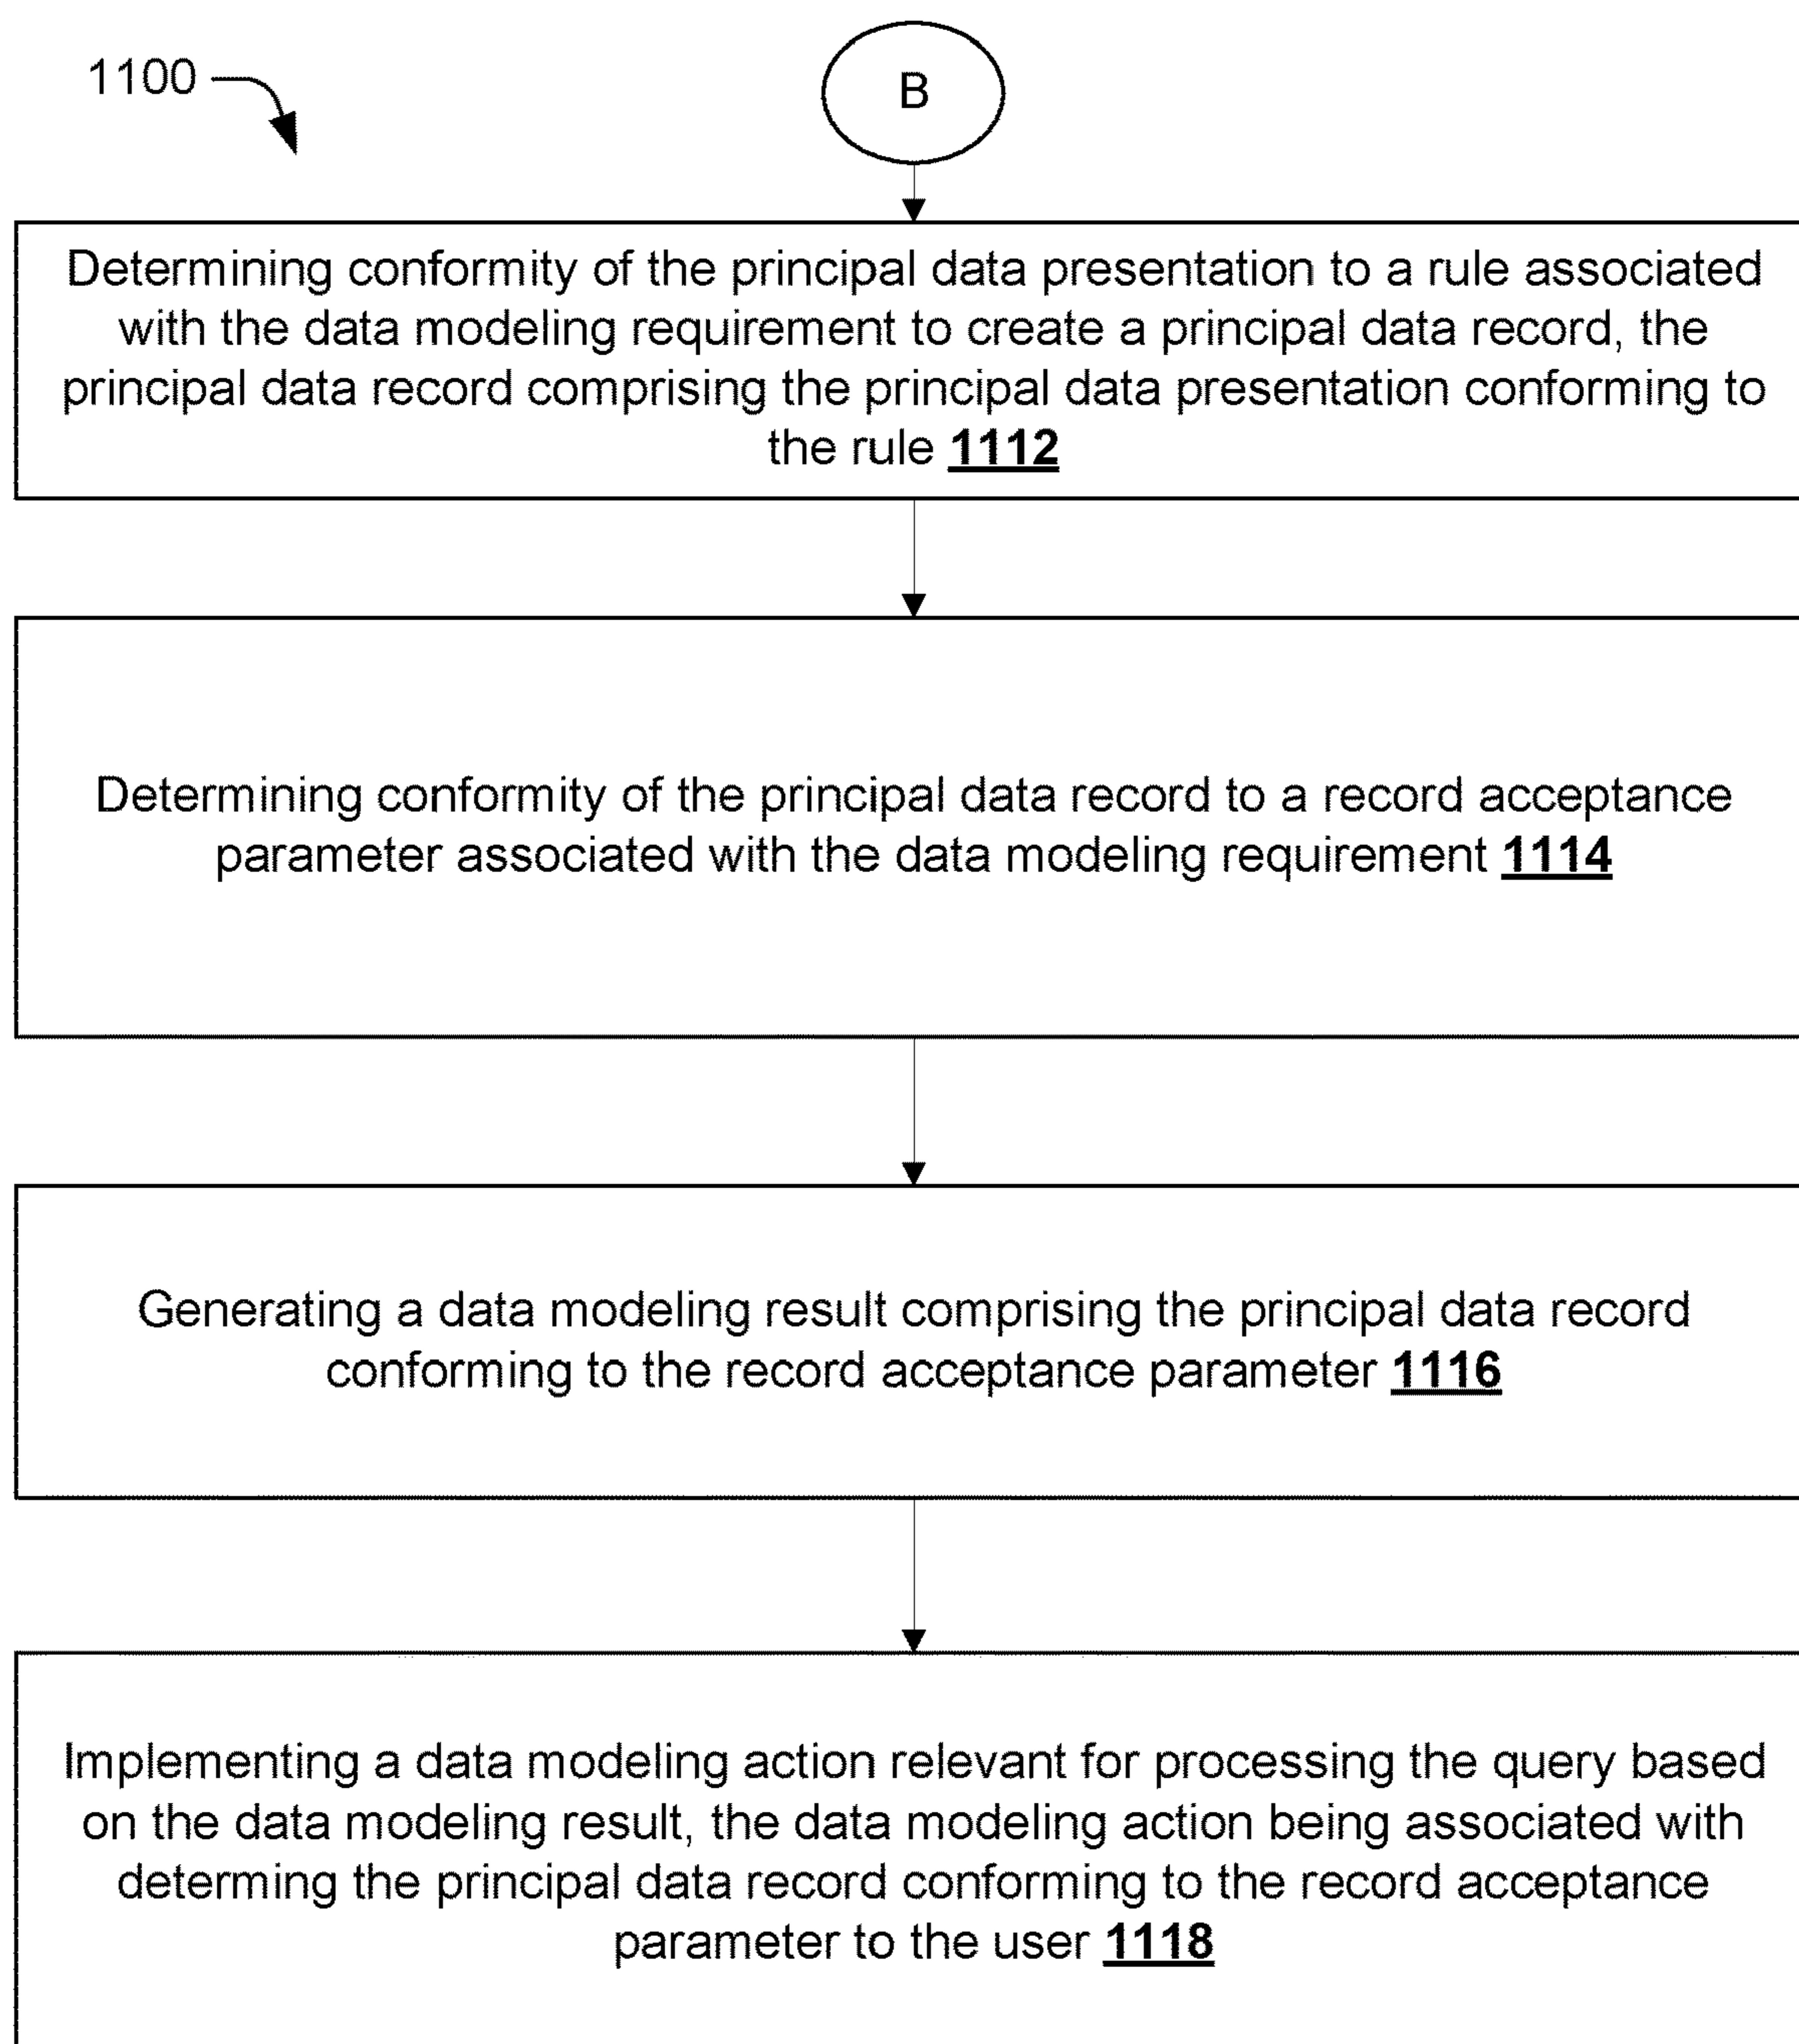 1100
B
Determining conformity of the principal data presentation to a rule associated
with the data modeling requirement to create a principal data record, the
principal data record comprising the principal data presentation conforming to
the rule 1112
Determining conformity of the principal data record to a record acceptance
parameter associated with the data modeling requirement 1114
Generating a data modeling result comprising the principal data record
conforming to the record acceptance parameter 1116
Implementing a data modeling action relevant for processing the query based
on the data modeling result, the data modeling action being associated with
determing the principal data record conforming to the record acceptance
parameter to the user 1118